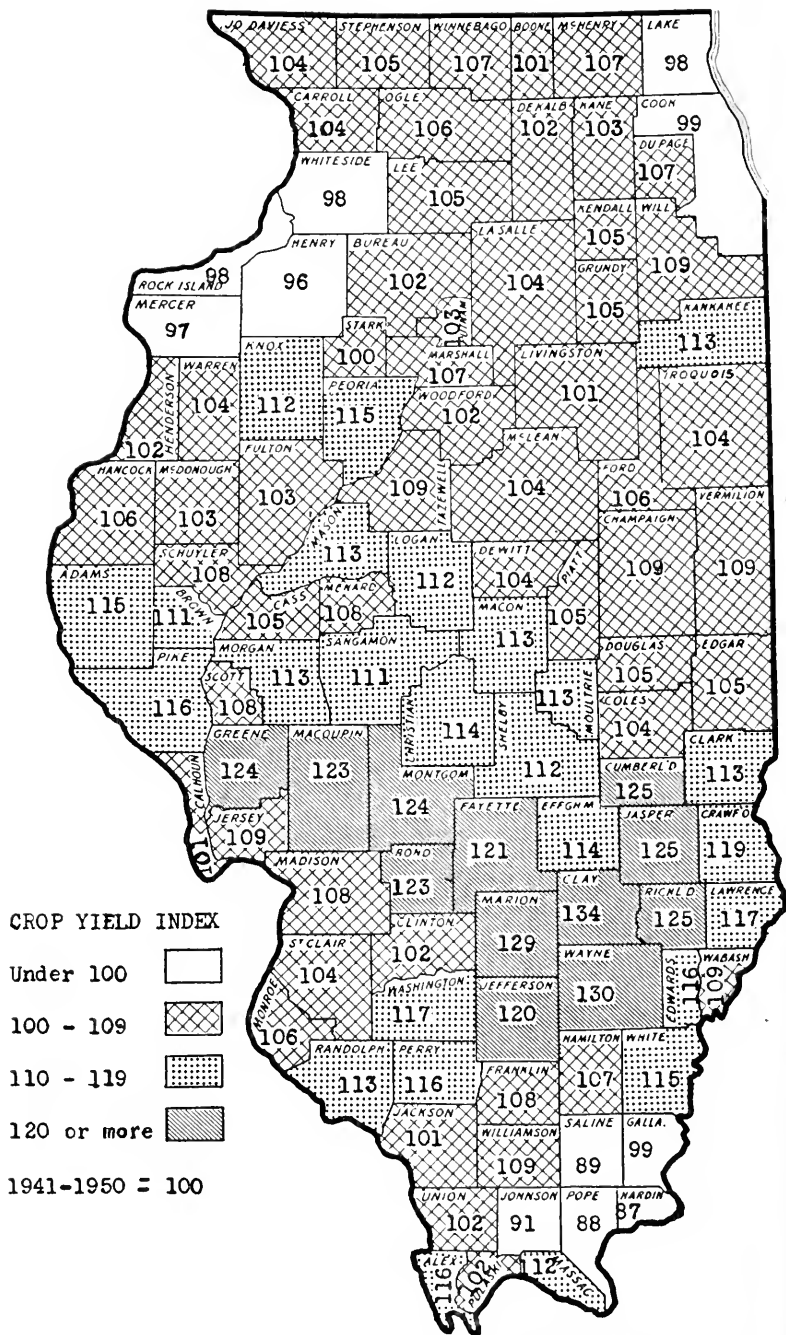 JO DAVIESS
104
STEPHENSON
105
WINNEBAGO
107
BOONE
101
McHENRY
107
LAKE
98
CARROLL
104
OGLE
106
DEKALB
102
KANE
103
COOK
99
DU PAGE
107
WHITESIDE
98
LEE
105
KENDALL
105
WILL
109
ROCK ISLAND
98
HENRY
96
BUREAU
102
LA SALLE
104
GRUNDY
105
MERCER
97
PUTNAM
103
KANKAKEE
113
HENDERSON
102
WARREN
104
KNOX
112
STARK
100
MARSHALL
107
LIVINGSTON
101
IROQUOIS
104
PEORIA
115
WOODFORD
102
HANCOCK
106
McDONOUGH
103
FULTON
103
TAZEWELL
109
McLEAN
104
FORD
106
VERMILION
109
CHAMPAIGN
109
SCHUYLER
108
MASON
113
LOGAN
112
DEWITT
104
PIATT
105
ADAMS
115
BROWN
111
CASS
105
MENARD
108
MACON
113
PIKE
116
SCOTT
108
MORGAN
113
SANGAMON
111
CHRISTIAN
114
SHELBY
112
MOULTRIE
113
DOUGLAS
105
EDGAR
105
COLES
104
CLARK
113
CALHOUN
101
GREENE
124
MACOUPIN
123
MONTGOM
124
CUMBERL'D
125
JERSEY
109
FAYETTE
121
EFFGHM
114
JASPER
125
CRAWF'D
119
MADISON
108
BOND
123
CLAY
134
RICHL'D
125
LAWRENCE
117
MARION
129
CLINTON
102
WAYNE
130
EDWARDS
116
WABASH
109
ST CLAIR
104
WASHINGTON
117
JEFFERSON
120
MONROE
106
RANDOLPH
113
PERRY
116
FRANKLIN
108
HAMILTON
107
WHITE
115
JACKSON
101
WILLIAMSON
109
SALINE
89
GALLA.
99
UNION
102
JOHNSON
91
POPE
88
HARDIN
87
ALEX
116
PULASKI
102
MASSAC
112
CROP YIELD INDEX
Under 100
100 - 109
110 - 119
120 or more
1941-1950 = 100